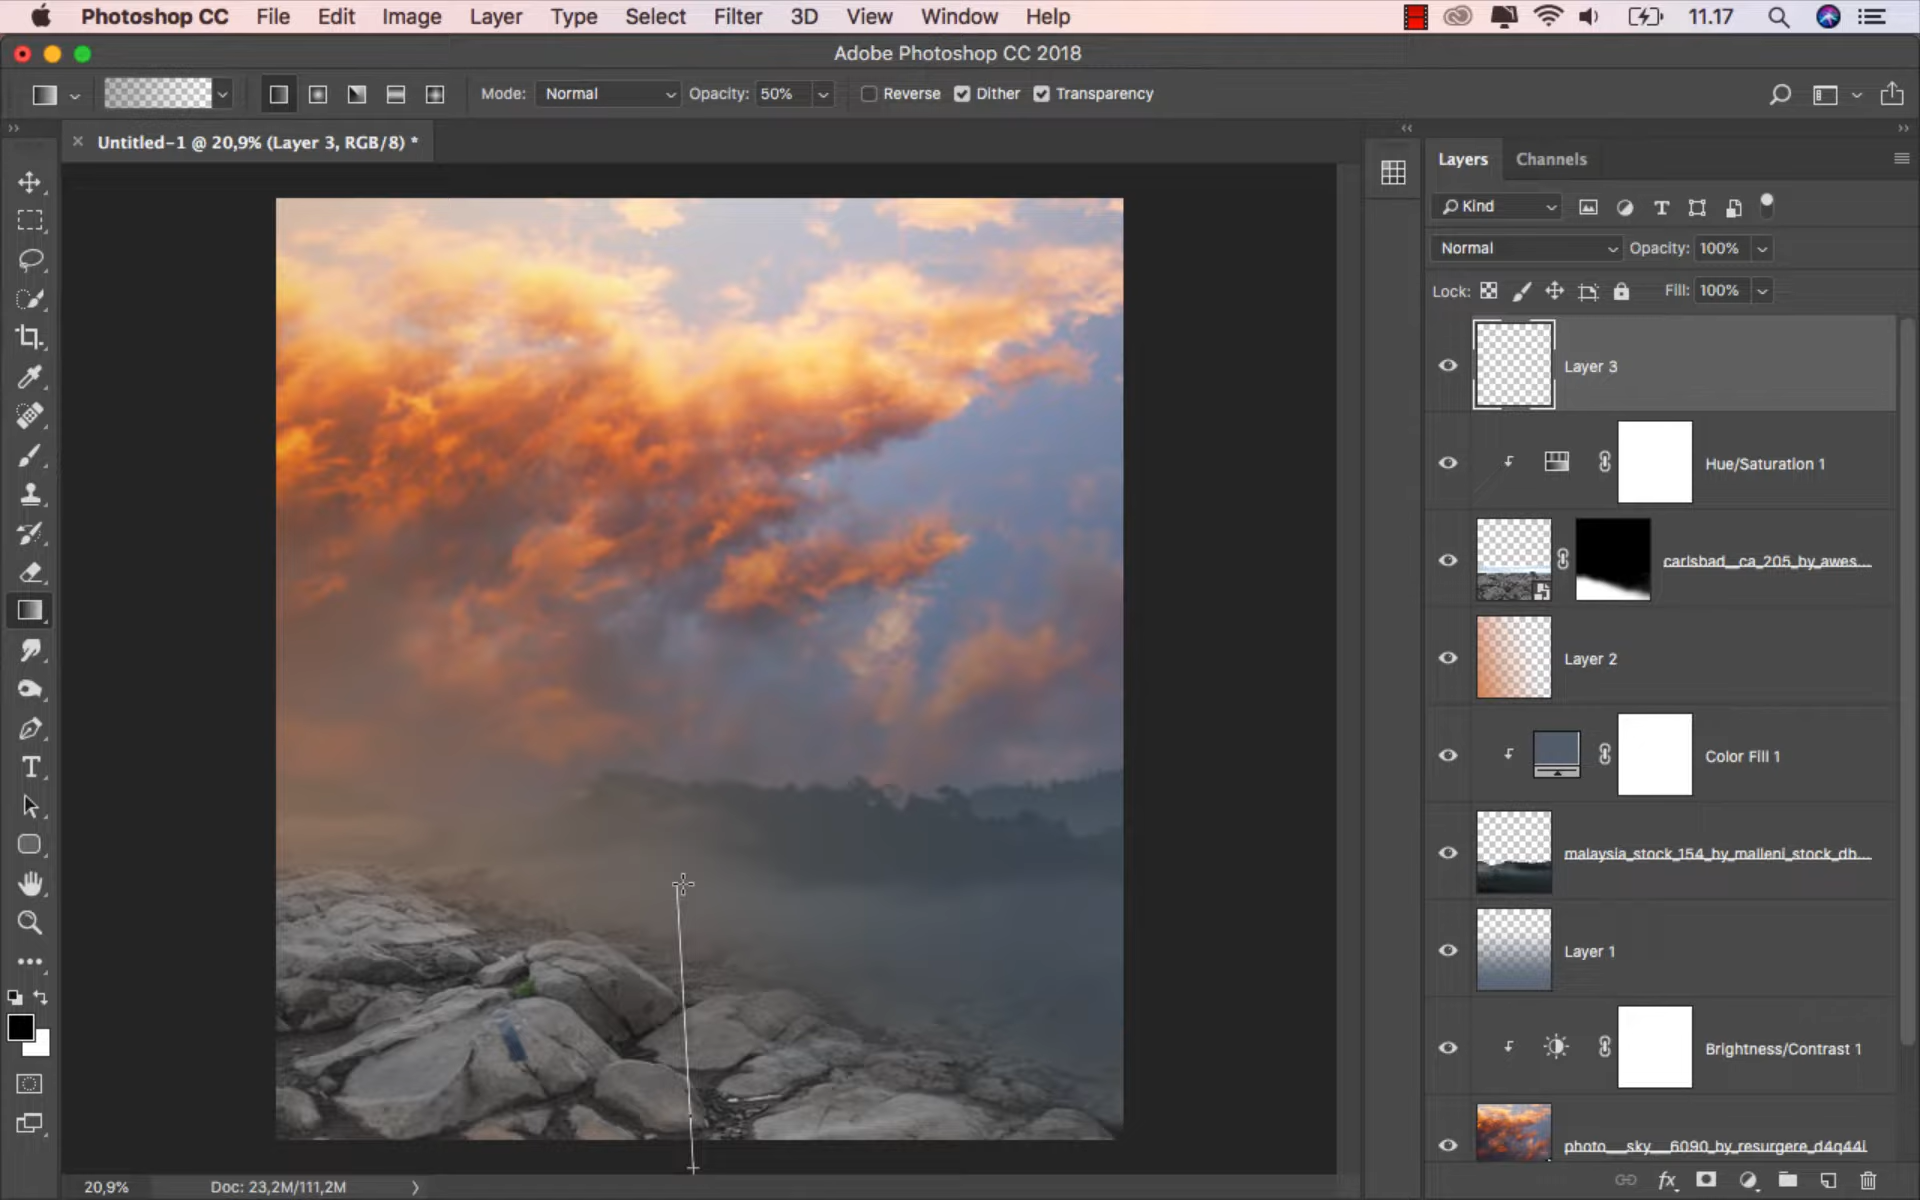 Photoshop CC File Edit Image Layer Type Select Filter 3D View Window Help 11.17
Adobe Photoshop CC 2018
Mode: Normal Opacity: 50% Reverse Dither Transparency
Untitled-1 @ 20,9% (Layer 3, RGB/8) *
Layers Channels
Kind
Normal Opacity: 100%
Lock: Fill: 100%
Layer 3
Hue/Saturation 1
carlsbad__ca_205_by_awes...
Layer 2
Color Fill 1
malaysia_stock_154_by_malleni_stock_dh...
Layer 1
Brightness/Contrast 1
photo__sky__6090_by_resurgere_d4q44i
20,9% Doc: 23,2M/111,2M